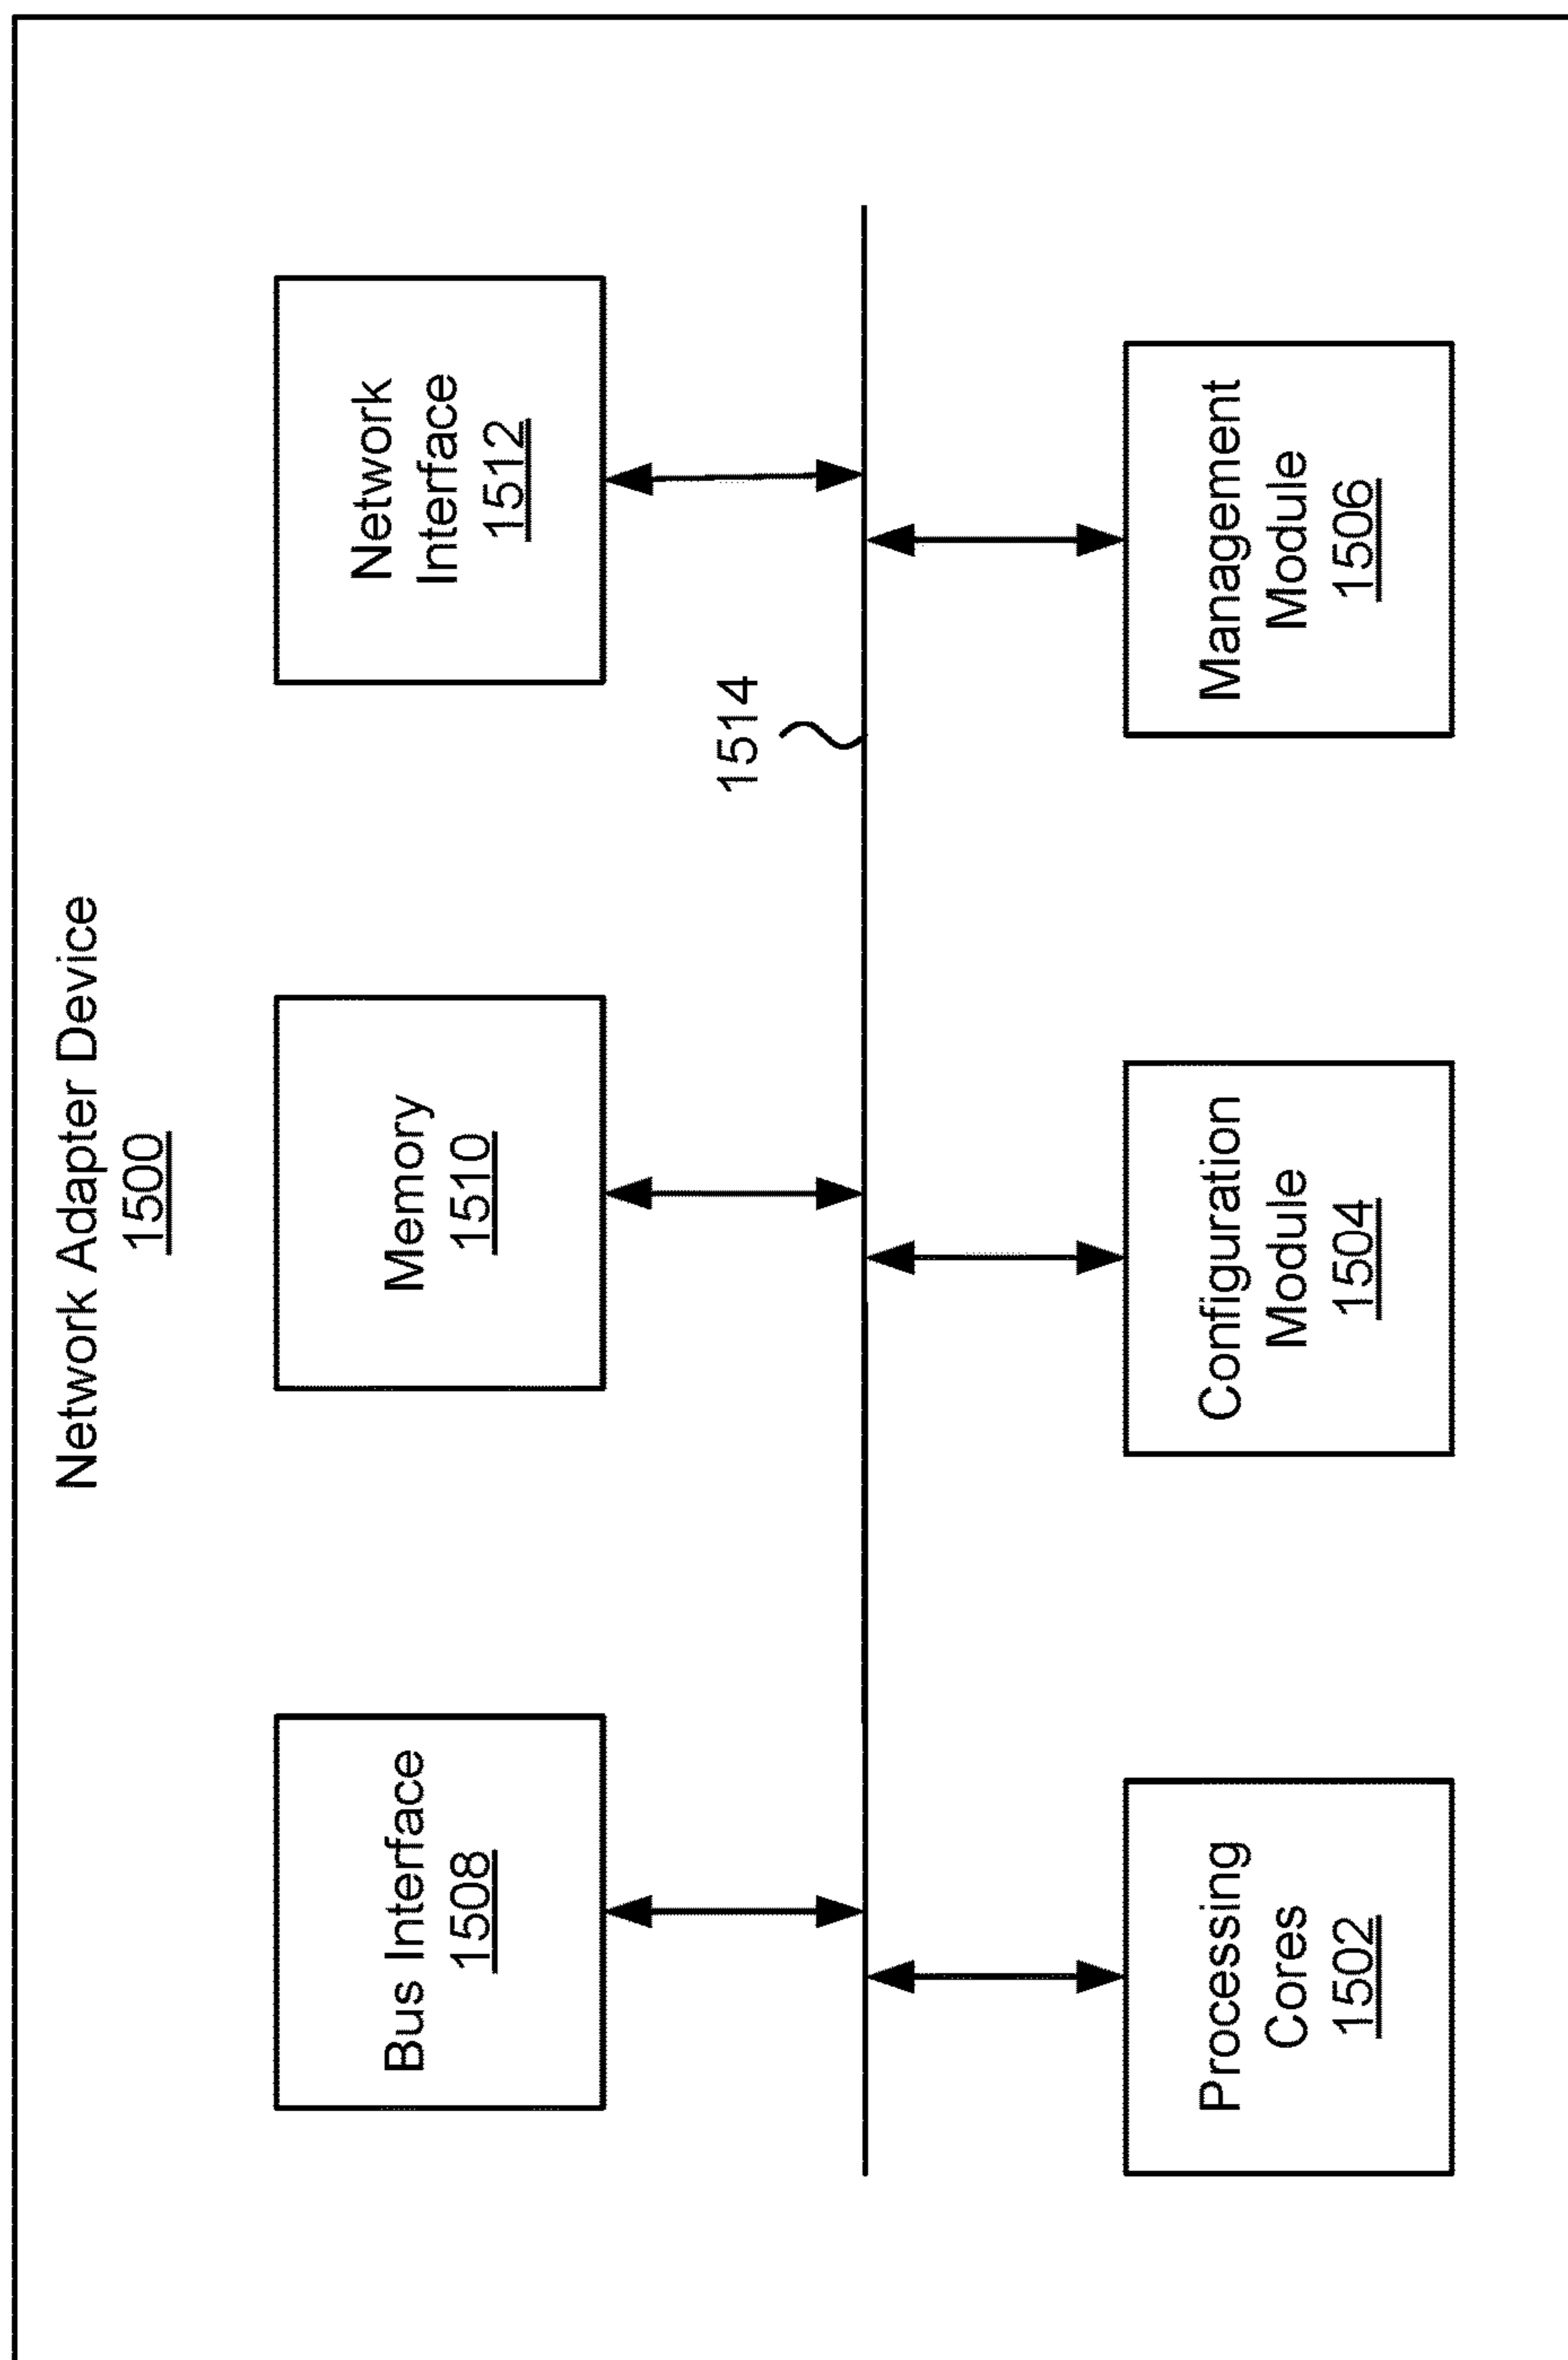 Network Adapter Device
1500
Bus Interface
1508
Memory
1510
Network
Interface
1512
1514
Processing
Cores
1502
Configuration
Module
1504
Management
Module
1506